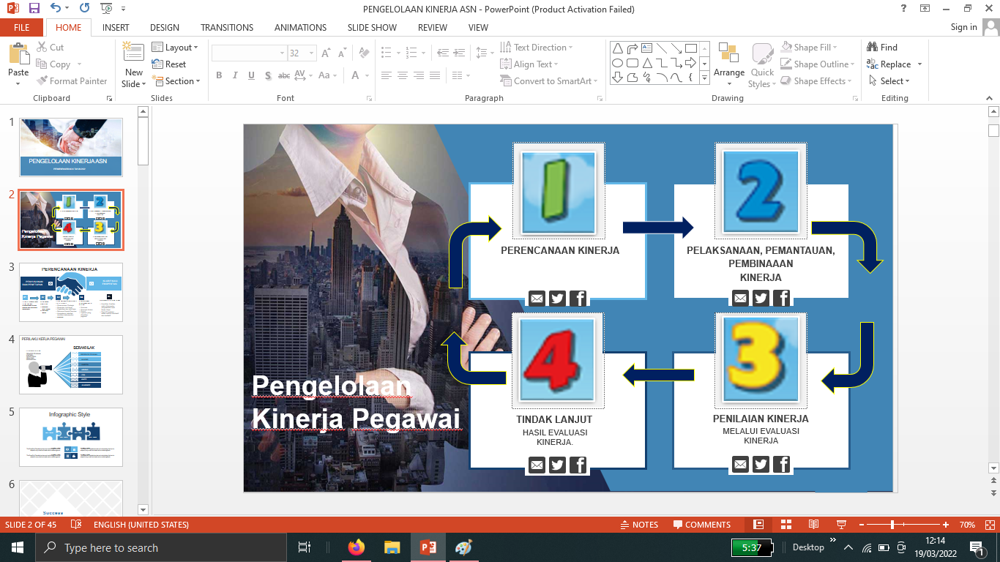 PENGELOLAAN KINERJA ASN - PowerPoint (Product Activation Failed)
?
FILE
HOME
INSERT
DESIGN
TRANSITIONS
ANIMATIONS
SLIDE SHOW
REVIEW
VIEW
Sign in
Paste
Cut
Copy
Format Painter
Clipboard
New
Slide
Layout
Reset
Section
Slides
32
B I U S abc AV Aa A
Font
Text Direction
Align Text
Convert to SmartArt
Paragraph
Arrange
Quick
Styles
Shape Fill
Shape Outline
Shape Effects
Drawing
Find
Replace
Select
Editing
1
PENGELOLAAN KINERJA ASN
2
Pengelolaan
Kinerja Pegawai
3
PERENCANAAN KINERJA
4
PERILAKU KERJA PEGAWAI
BERAKHLAK
5
Infographic Style
6
Success
1
PERENCANAAN KINERJA
2
PELAKSANAAN, PEMANTAUAN,
PEMBINAAAN
KINERJA
4
TINDAK LANJUT
HASIL EVALUASI
KINERJA.
3
PENILAIAN KINERJA
MELALUI EVALUASI
KINERJA
Pengelolaan
Kinerja Pegawai
SLIDE 2 OF 45
ENGLISH (UNITED STATES)
NOTES
COMMENTS
70%
Type here to search
5:37
Desktop
12:14
19/03/2022
1